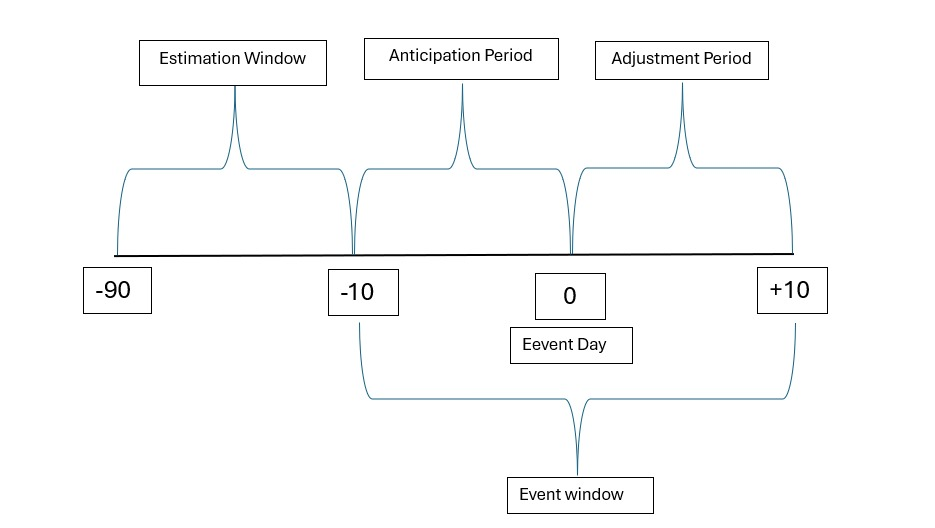 Estimation Window
Anticipation Period
Adjustment Period
-90
-10
0
+10
Eevent Day
Event window